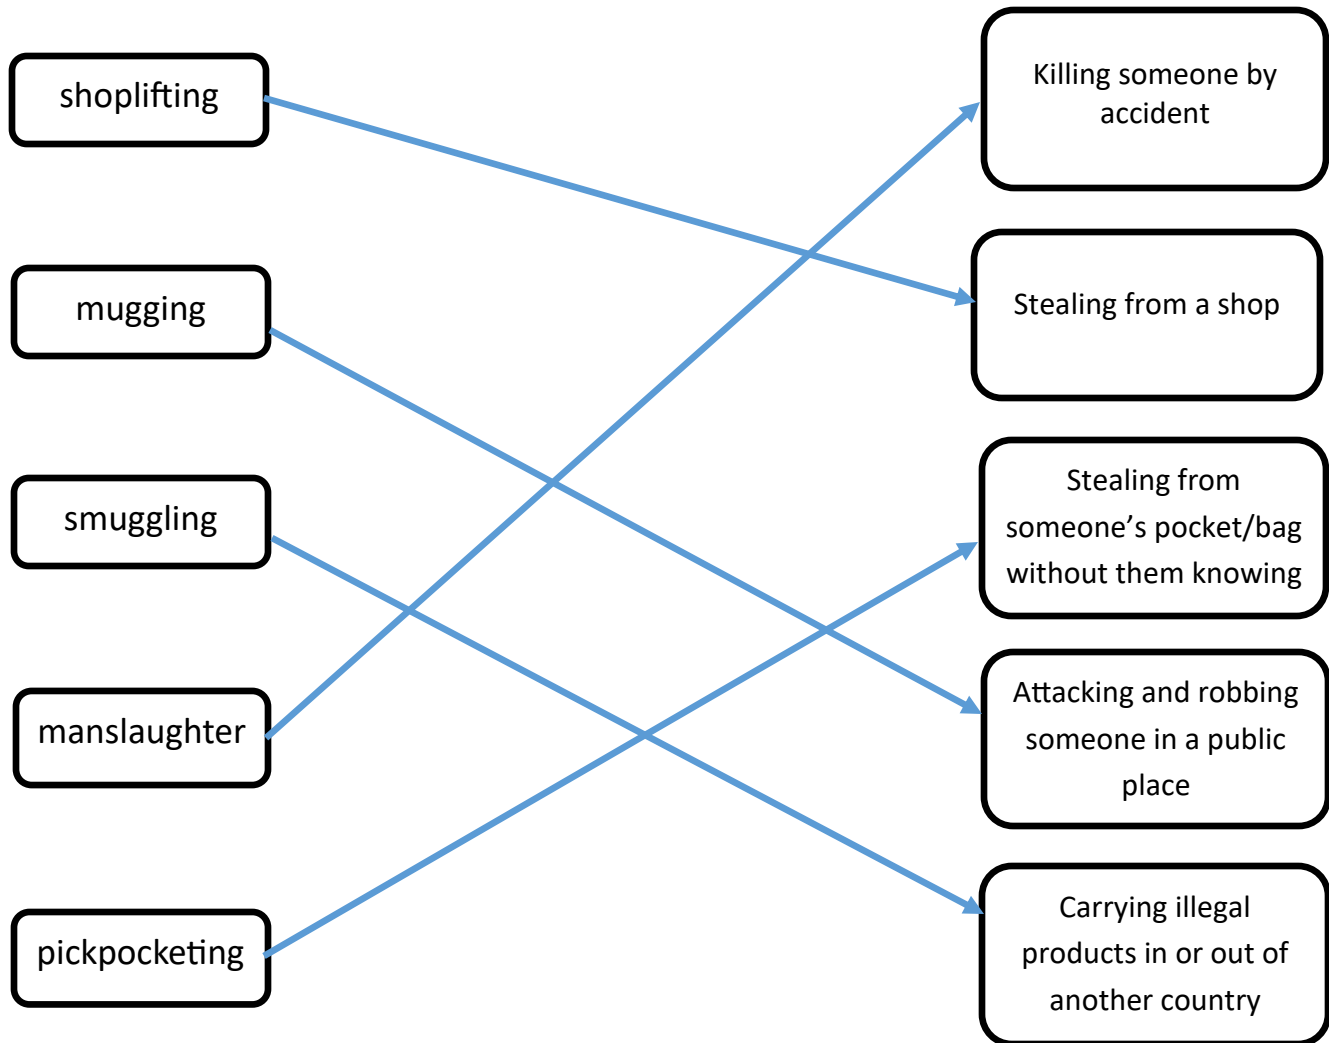 shoplifting
mugging
smuggling
manslaughter
pickpocketing
Killing someone by
accident
Stealing from a shop
Stealing from
someone’s pocket/bag
without them knowing
Attacking and robbing
someone in a public
place
Carrying illegal
products in or out of
another country